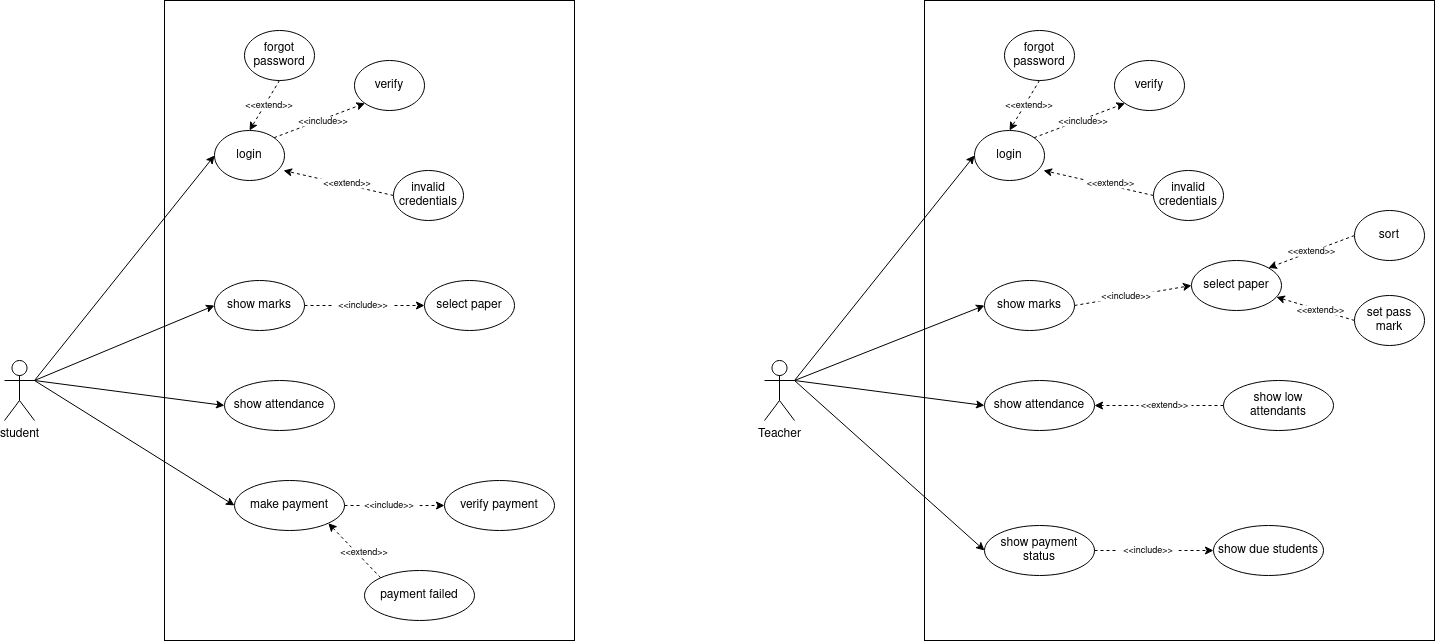 forgot
password
verify
<<extend>>
<<include>>
login
<<extend>>
invalid
credentials
show marks
<<include>>
select paper
show attendance
student
make payment
<<include>>
verify payment
<<extend>>
payment failed
forgot
password
verify
<<extend>>
<<include>>
login
<<extend>>
invalid
credentials
sort
<<extend>>
select paper
show marks
<<include>>
<<extend>>
set pass
mark
show attendance
<<extend>>
show low
attendants
Teacher
show payment
status
<<include>>
show due students